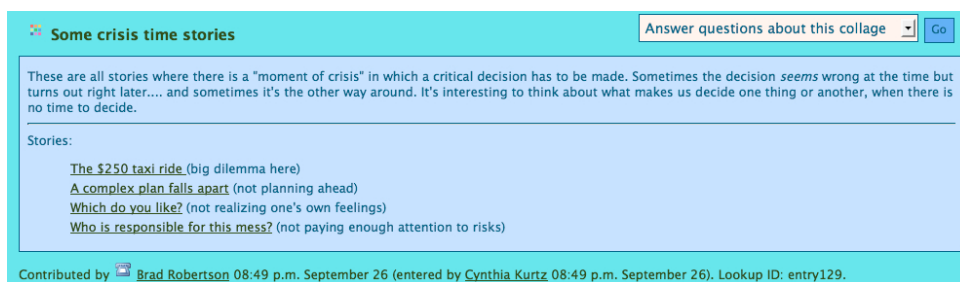 Some crisis time stories
Answer questions about this collage
Go
These are all stories where there is a "moment of crisis" in which a critical decision has to be made. Sometimes the decision seems wrong at the time but
turns out right later.... and sometimes it's the other way around. It's interesting to think about what makes us decide one thing or another, when there is
no time to decide.
Stories:
The $250 taxi ride (big dilemma here)
A complex plan falls apart (not planning ahead)
Which do you like? (not realizing one's own feelings)
Who is responsible for this mess? (not paying enough attention to risks)
Contributed by Brad Robertson 08:49 p.m. September 26 (entered by Cynthia Kurtz 08:49 p.m. September 26). Lookup ID: entry129.